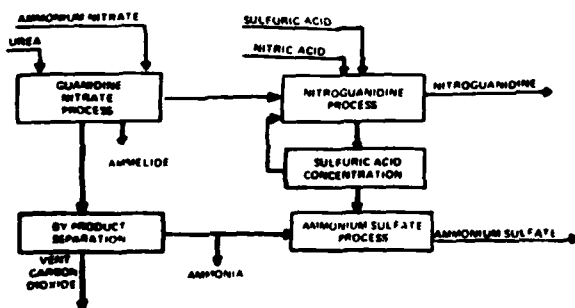 AMMONIUM NITRATE
UREA
SULFURIC ACID
NITRIC ACID
GUANIDINE
NITRATE
PROCESS
NITROGUANIDINE
PROCESS
NITROGUANIDINE
AMMELIDE
SULFURIC ACID
CONCENTRATION
BY PRODUCT
SEPARATION
AMMONIUM SULFATE
PROCESS
AMMONIUM SULFATE
VENT
CARBON
DIOXIDE
AMMONIA